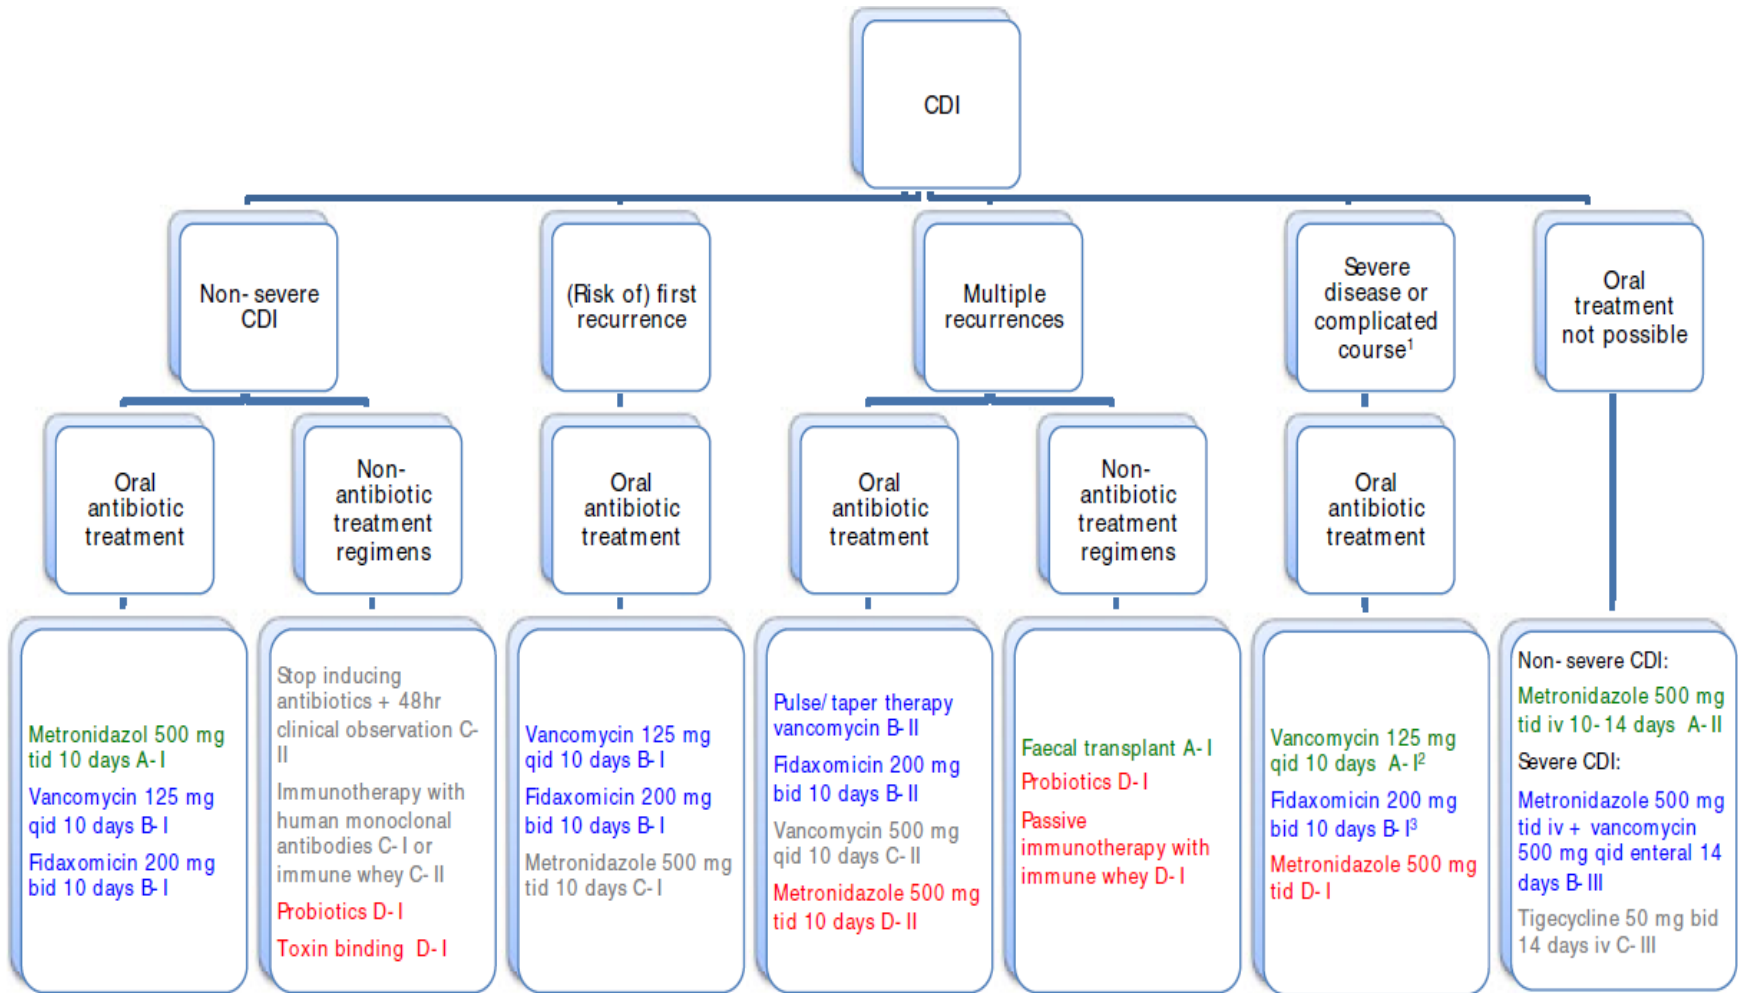 CDI
Non- severe
CDI
(Risk of) first
recurrence
Multiple
recurrences
Severe
disease or
complicated
course¹
Oral
treatment
not possible
Oral
antibiotic
treatment
Non-
antibiotic
treatment
regimens
Oral
antibiotic
treatment
Oral
antibiotic
treatment
Non-
antibiotic
treatment
regimens
Oral
antibiotic
treatment
Metronidazol 500 mg
tid 10 days A- I
Vancomycin 125 mg
qid 10 days B- I
Fidaxomicin 200 mg
bid 10 days B- I
Stop inducing
antibiotics + 48hr
clinical observation C-
II
Immunotherapy with
human monoclonal
antibodies C- I or
immune whey C- II
Probiotics D- I
Toxin binding D- I
Vancomycin 125 mg
qid 10 days B- I
Fidaxomicin 200 mg
bid 10 days B- I
Metronidazole 500 mg
tid 10 days C- I
Pulse/ taper therapy
vancomycin B- II
Fidaxomicin 200 mg
bid 10 days B- II
Vancomycin 500 mg
qid 10 days C- II
Metronidazole 500 mg
tid 10 days D- II
Faecal transplant A- I
Probiotics D- I
Passive
immunotherapy with
immune whey D- I
Vancomycin 125 mg
qid 10 days A- I²
Fidaxomicin 200 mg
bid 10 days B- I³
Metronidazole 500 mg
tid D- I
Non- severe CDI:
Metronidazole 500 mg
tid iv 10- 14 days A- II
Severe CDI:
Metronidazole 500 mg
tid iv + vancomycin
500 mg qid enteral 14
days B- III
Tigecycline 50 mg bid
14 days iv C- III